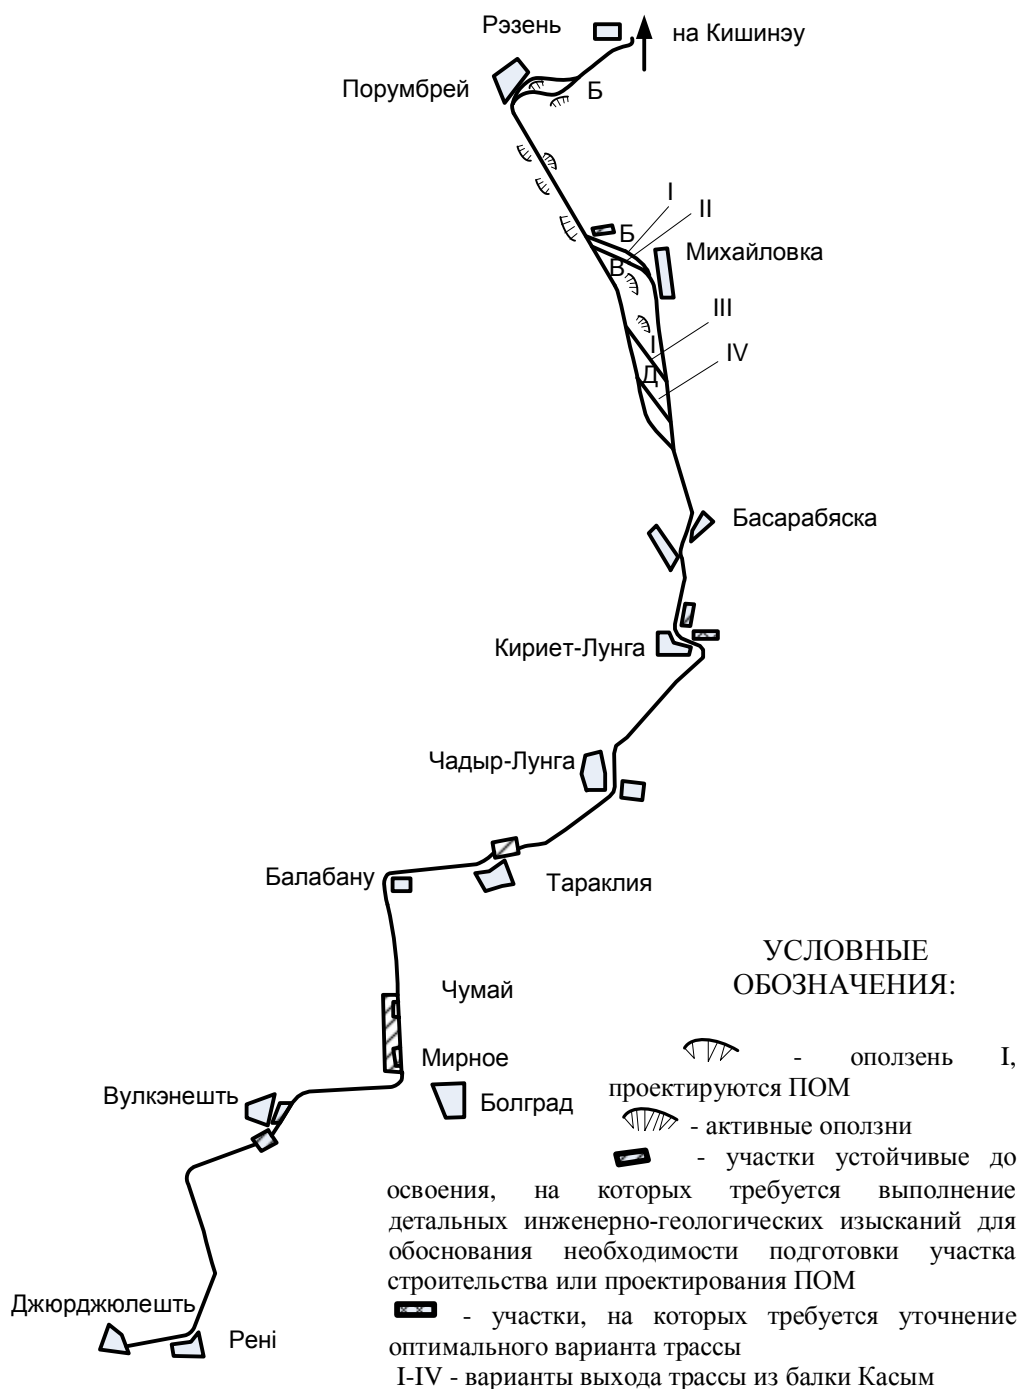 Рэзень
на Кишинэу
Порумбрей
Б
I
II
Б
Михайловка
В
III
I
IV
Д
Басарабяска
Кириет-Лунга
Чадыр-Лунга
Балабану
Тараклия
УСЛОВНЫЕ
ОБОЗНАЧЕНИЯ:
Чумай
Мирное
Вулкэнешть
Болград
Джюрджюлешть
Рені
- оползень I,
проектируются ПОМ
- активные оползни
- участки устойчивые до
освоения, на которых требуется выполнение
детальных инженерно-геологических изысканий для
обоснования необходимости подготовки участка
строительства или проектирования ПОМ
- участки, на которых требуется уточнение
оптимального варианта трассы
I-IV - варианты выхода трассы из балки Касым